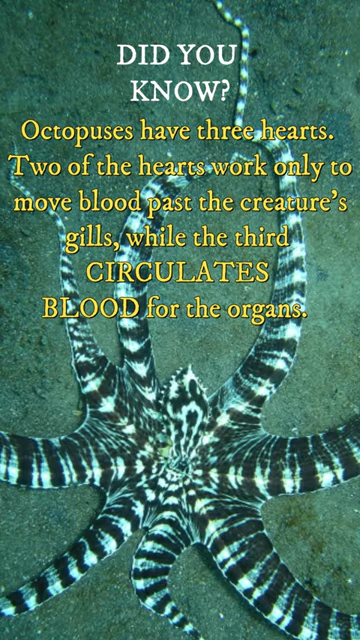 DID YOU
KNOW?
Octopuses have three hearts.
Two of the hearts work only to
move blood past the creature's
gills, while the third
CIRCULATES
BLOOD for the organs.